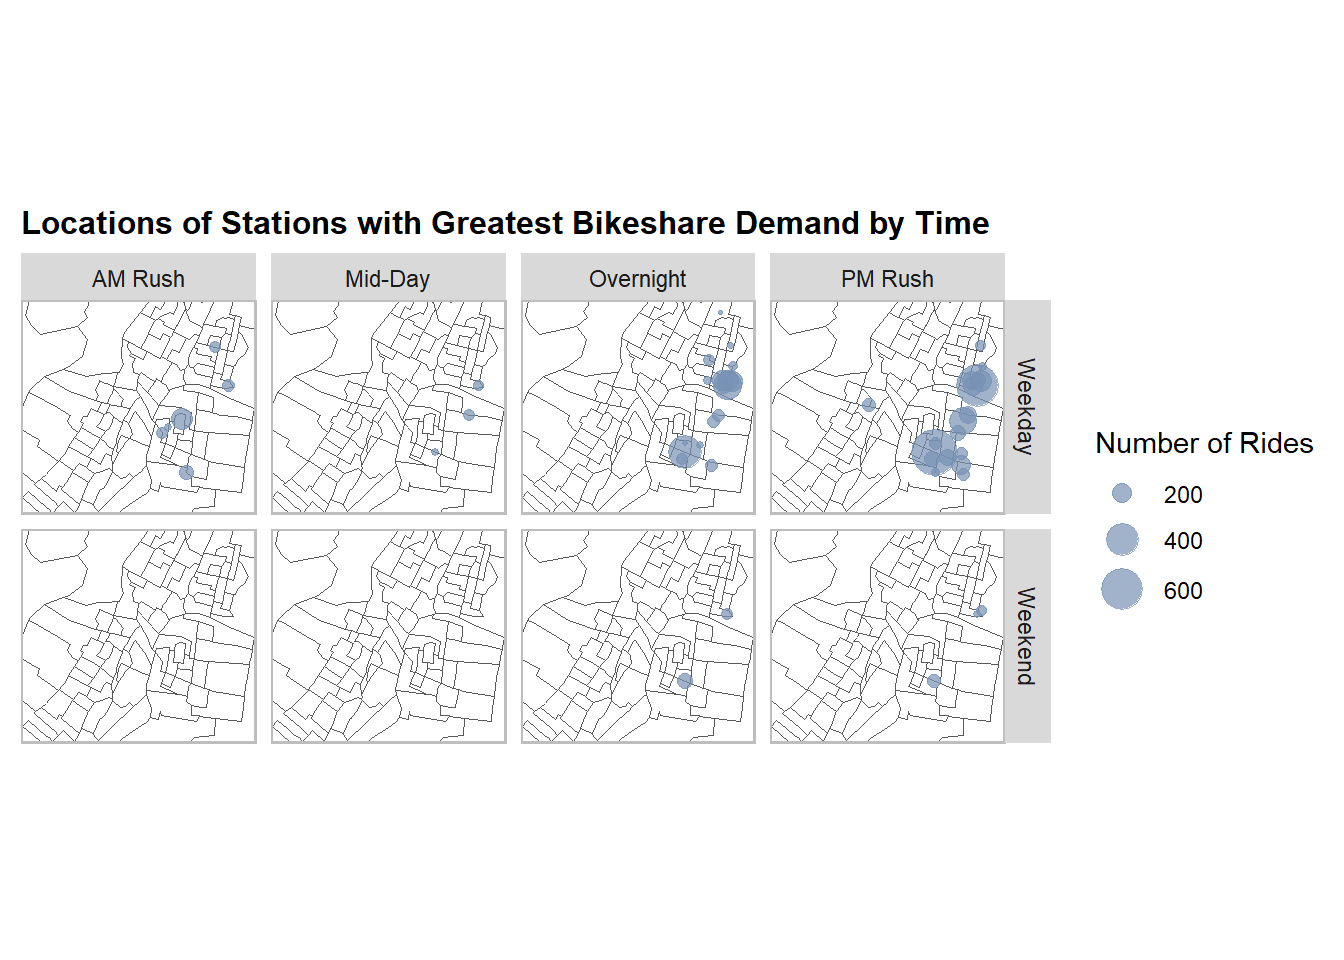 Locations of Stations with Greatest Bikeshare Demand by Time
AM Rush
Mid-Day
Overnight
PM Rush
Weekday
Weekend
Number of Rides
200
400
600